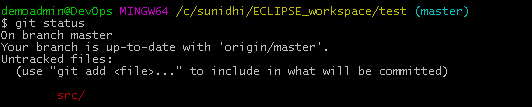 demoadmin@DevOps MINGW64 /c/sunidhi/ECLIPSE_workspace/test (master)
$ git status
On branch master
Your branch is up-to-date with 'origin/master'.
Untracked files:
  (use "git add <file>..." to include in what will be committed)

        src/